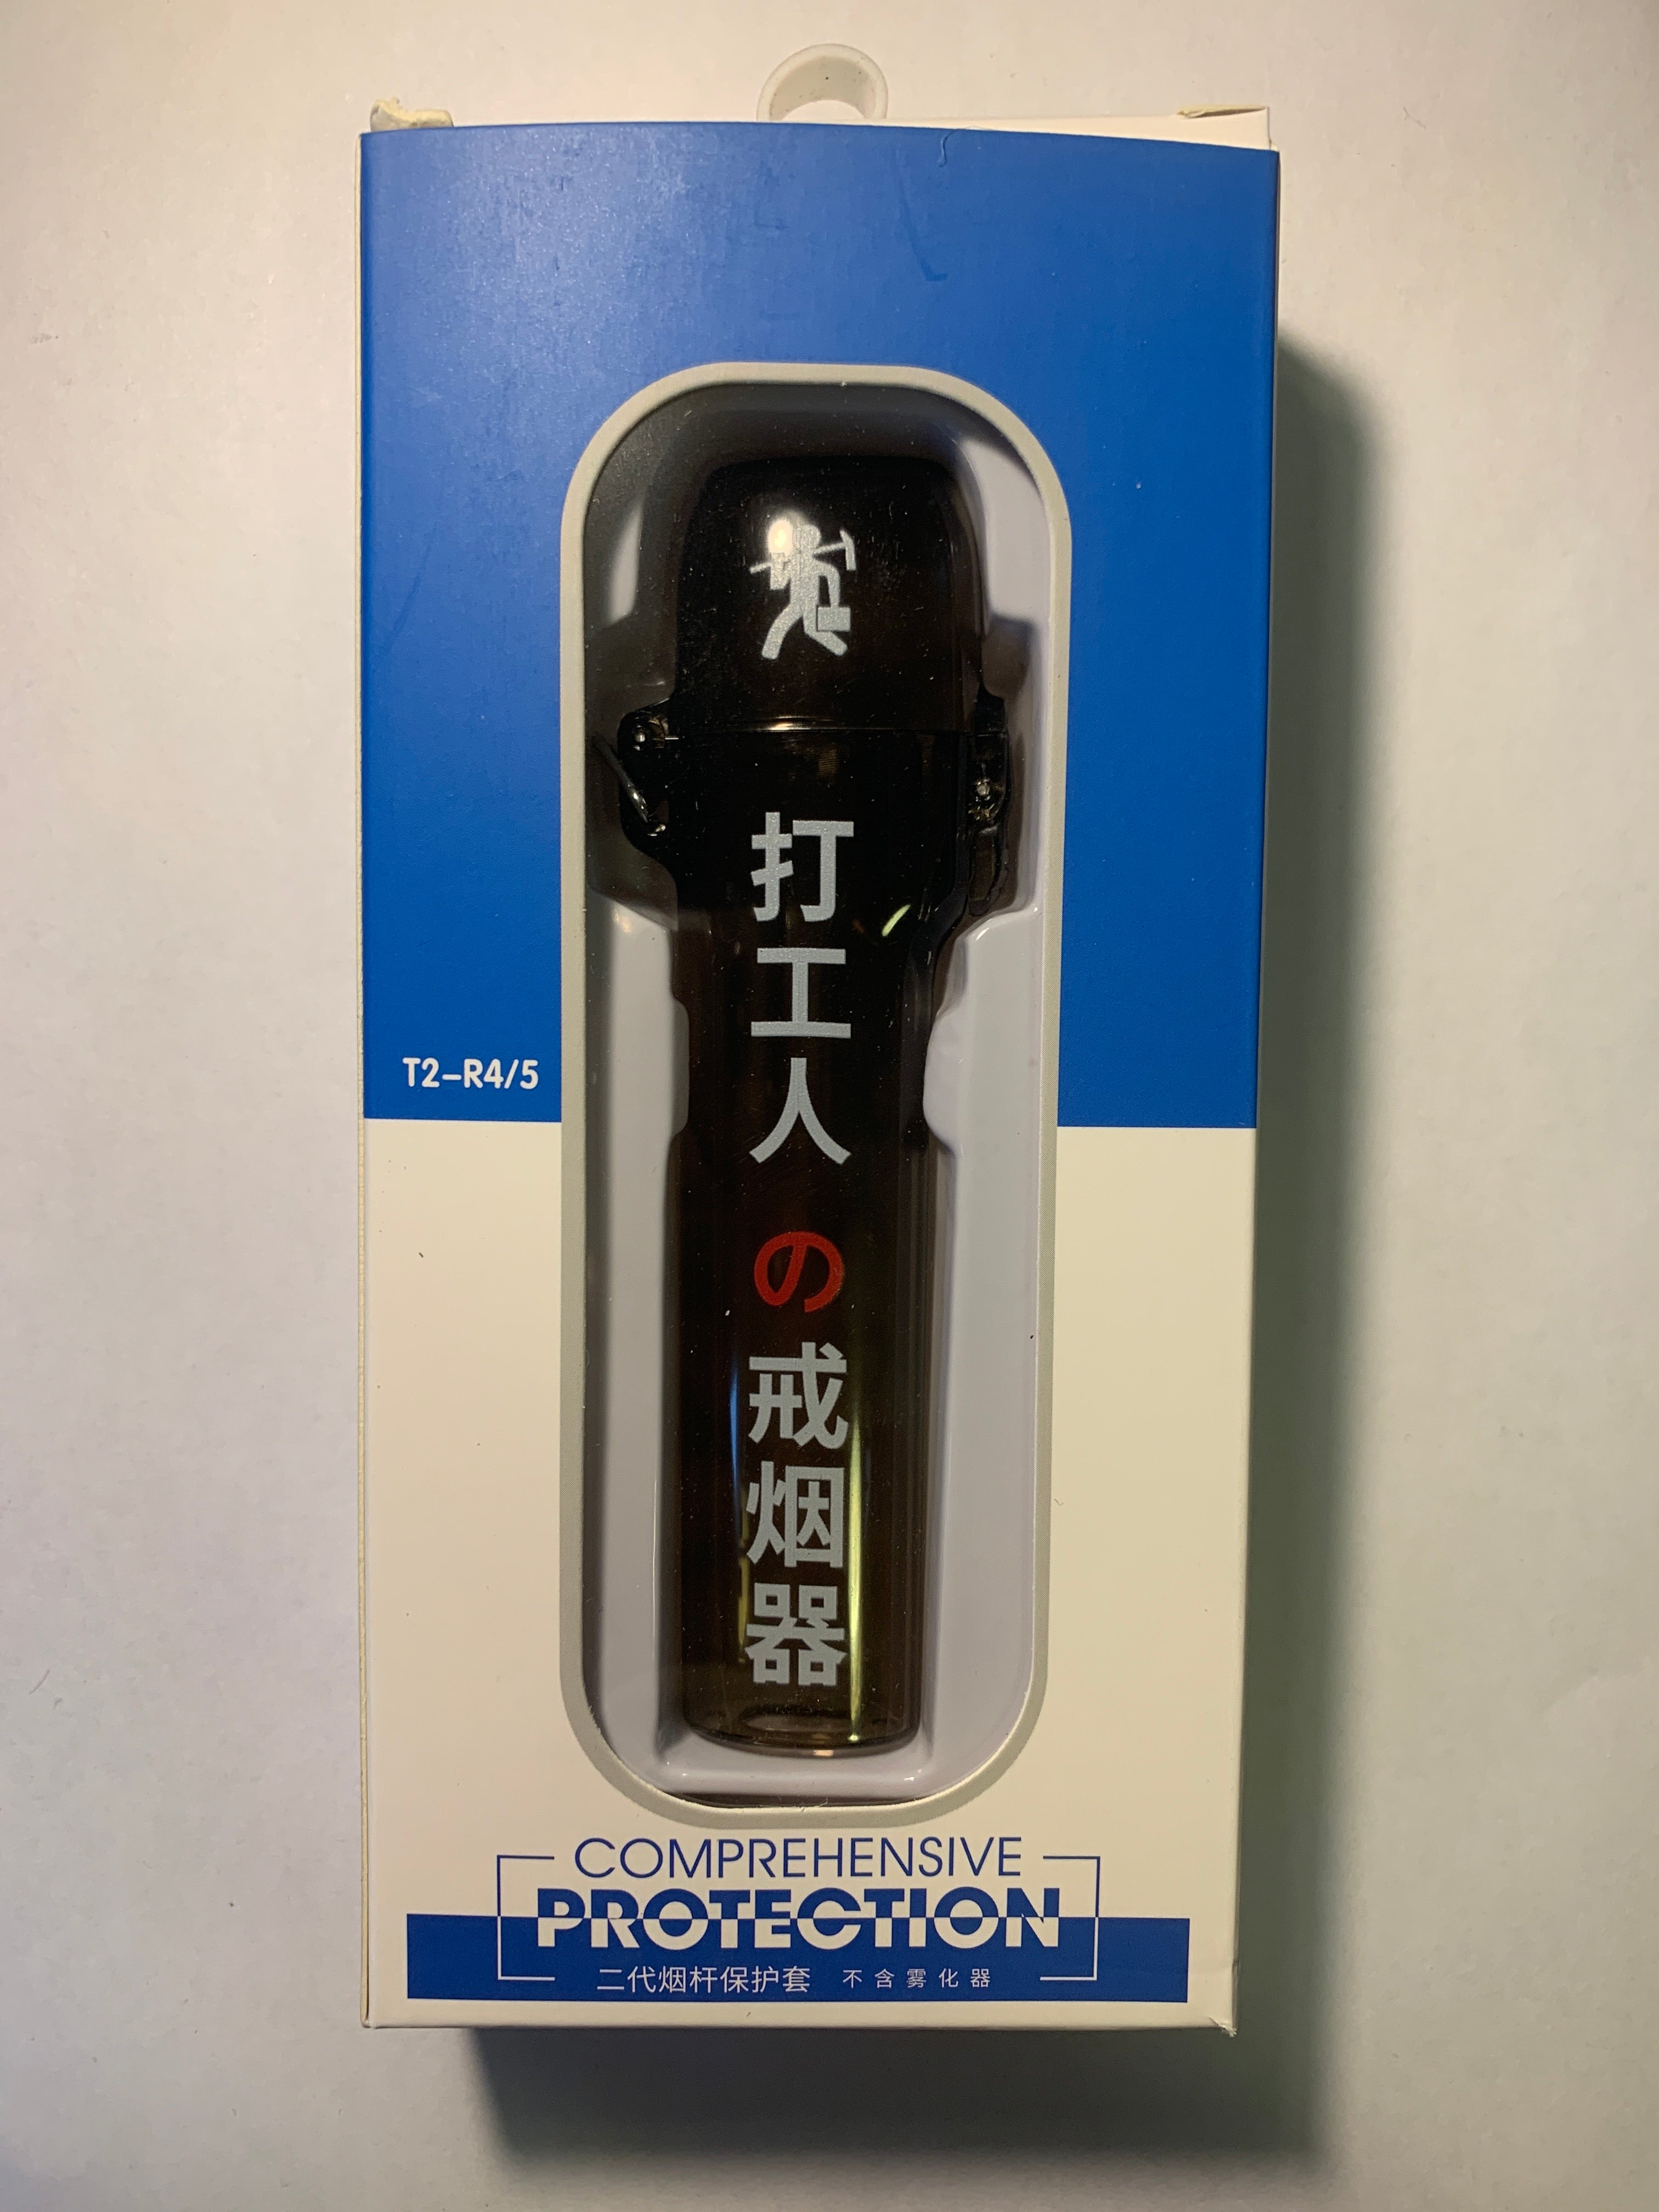 打工人の戒烟器
T2-R4/5
COMPREHENSIVE
PROTECTION
二代烟杆保护套 不含雾化器